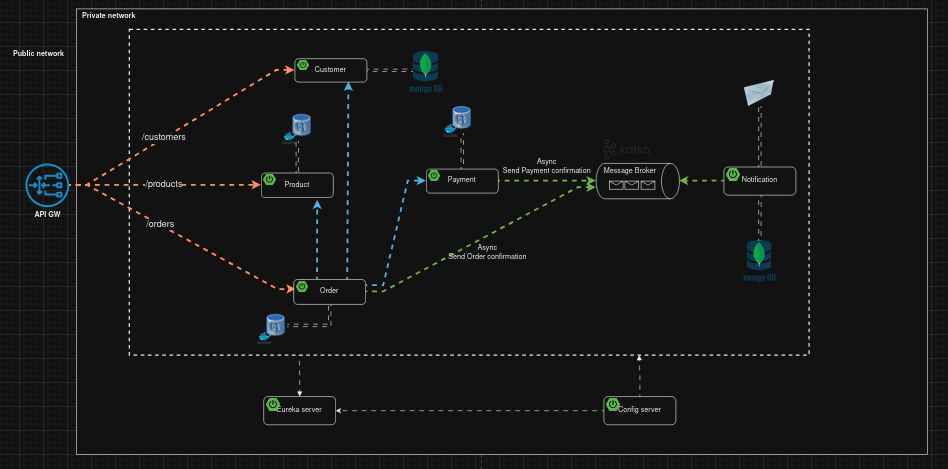 Private network
Public network
Customer
mongo DB
/customers
kafka
Async
Send Payment confirmation
Message Broker
/products
Product
Payment
Notification
API GW
/orders
Async
Send Order confirmation
mongo DB
Order
Eureka server
Config server